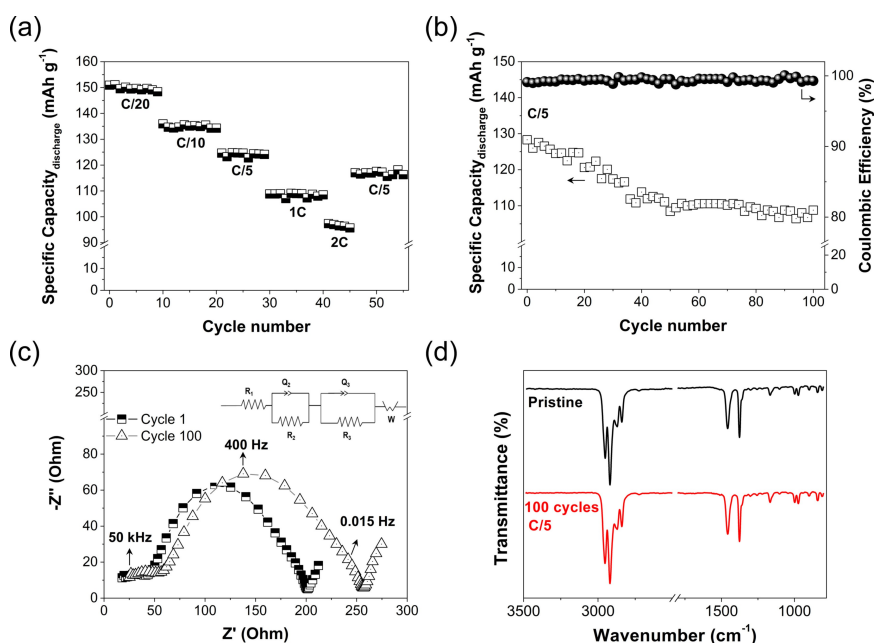 (a)
Specific Capacity_discharge (mAh g⁻¹)
160
150
140
130
120
110
100
90
10
0
C/20
C/10
C/5
1C
2C
C/5
0
10
20
30
40
50
Cycle number
(b)
Specific Capacity_discharge (mAh g⁻¹)
150
145
140
130
120
110
10
0
C/5
100
90
80
20
0
Coulombic Efficiency (%)
0
20
40
60
80
100
Cycle number
(c)
-Z" (Ohm)
300
250
100
80
60
40
20
0
Cycle 1
Cycle 100
R₁
Q₂
R₂
Q₃
R₃
W
400 Hz
50 kHz
0.015 Hz
0
50
100
150
200
250
300
Z' (Ohm)
(d)
Transmittance (%)
Pristine
100 cycles
C/5
3500
3000
1500
1000
Wavenumber (cm⁻¹)